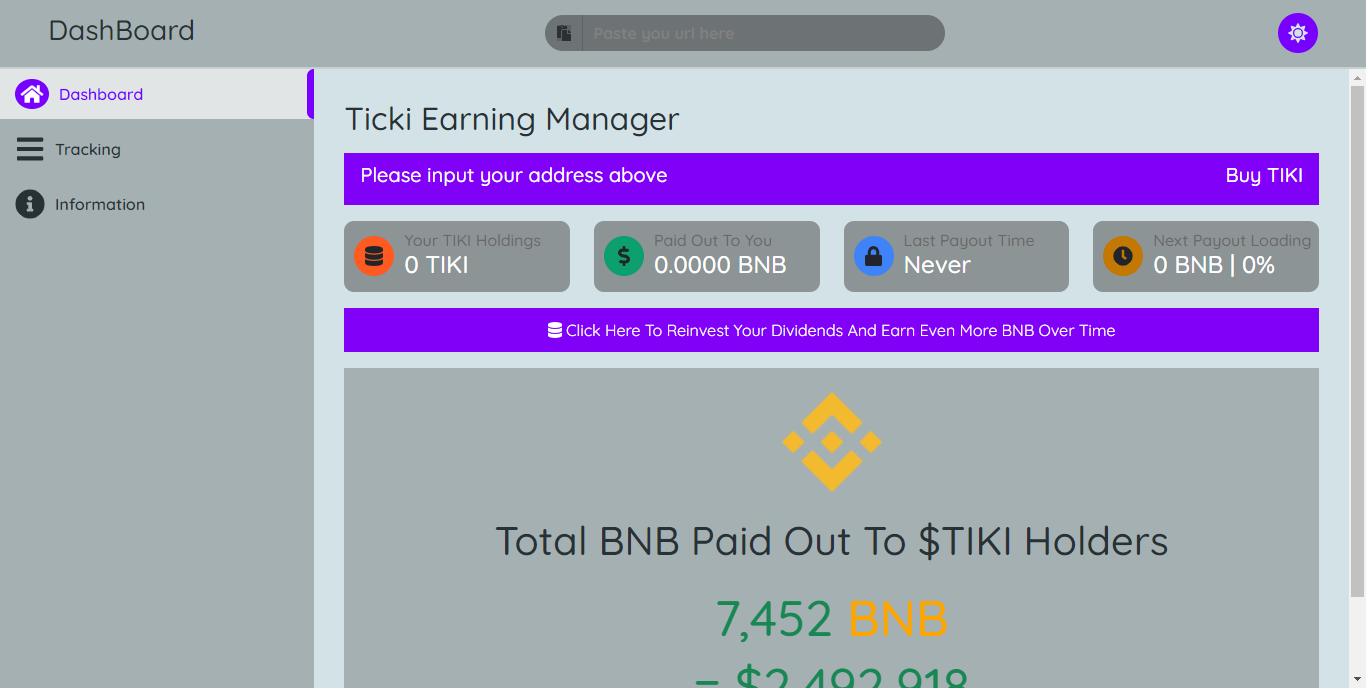 DashBoard
Paste you url here
Dashboard
Tracking
Information
Ticki Earning Manager
Please input your address above
Buy TIKI
Your TIKI Holdings
0 TIKI
Paid Out To You
0.0000 BNB
Last Payout Time
Never
Next Payout Loading
0 BNB | 0%
Click Here To Reinvest Your Dividends And Earn Even More BNB Over Time
Total BNB Paid Out To $TIKI Holders
7,452 BNB
= $2,492,918